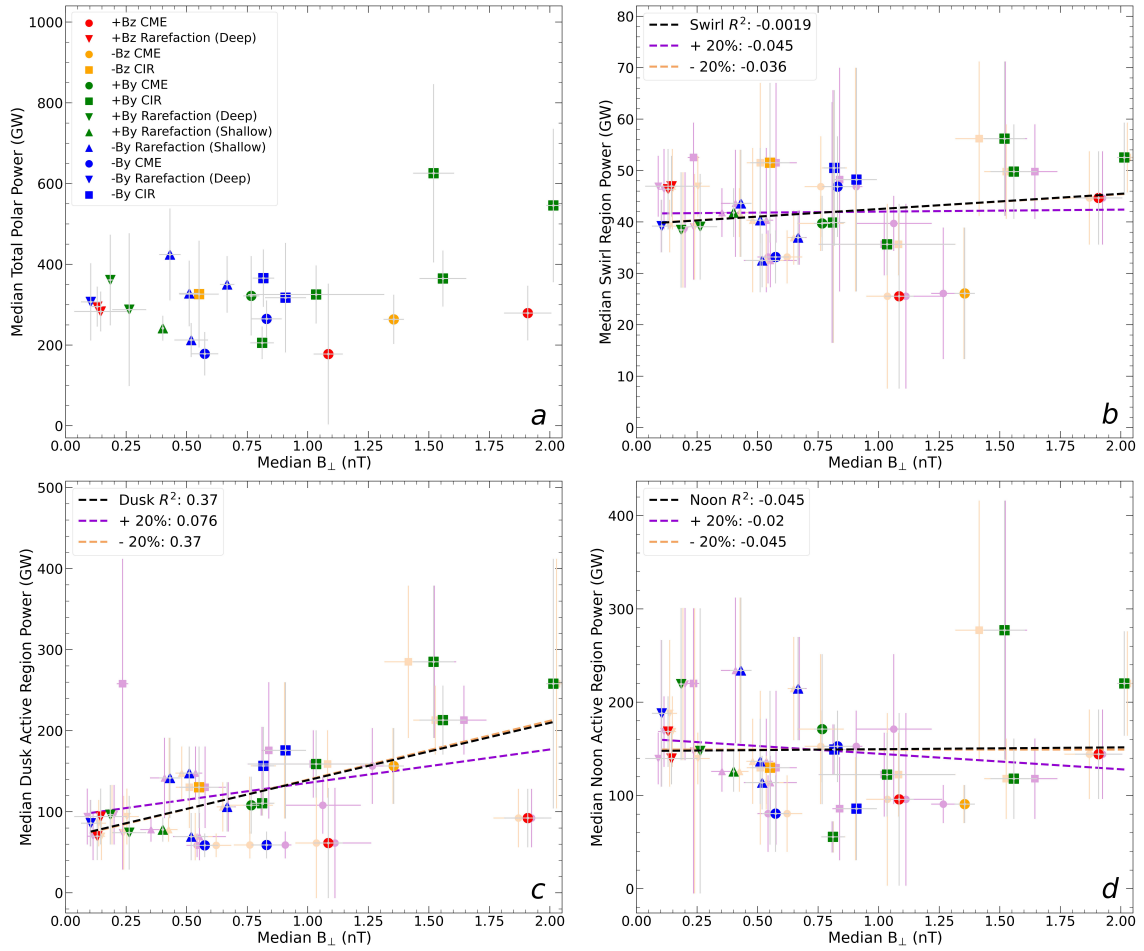 1000
800
600
400
200
0
Median Total Polar Power (GW)
+Bz CME
+Bz Rarefaction (Deep)
-Bz CME
-Bz CIR
+By CME
+By CIR
+By Rarefaction (Deep)
+By Rarefaction (Shallow)
-By Rarefaction (Shallow)
-By CME
-By Rarefaction (Deep)
-By CIR
a
0.00 0.25 0.50 0.75 1.00 1.25 1.50 1.75 2.00
Median B⊥ (nT)
80
70
60
50
40
30
20
10
0
Median Swirl Region Power (GW)
Swirl R²: -0.0019
+ 20%: -0.045
- 20%: -0.036
b
0.00 0.25 0.50 0.75 1.00 1.25 1.50 1.75 2.00
Median B⊥ (nT)
500
400
300
200
100
0
Median Dusk Active Region Power (GW)
Dusk R²: 0.37
+ 20%: 0.076
- 20%: 0.37
c
0.00 0.25 0.50 0.75 1.00 1.25 1.50 1.75 2.00
Median B⊥ (nT)
400
300
200
100
0
Median Noon Active Region Power (GW)
Noon R²: -0.045
+ 20%: -0.02
- 20%: -0.045
d
0.00 0.25 0.50 0.75 1.00 1.25 1.50 1.75 2.00
Median B⊥ (nT)